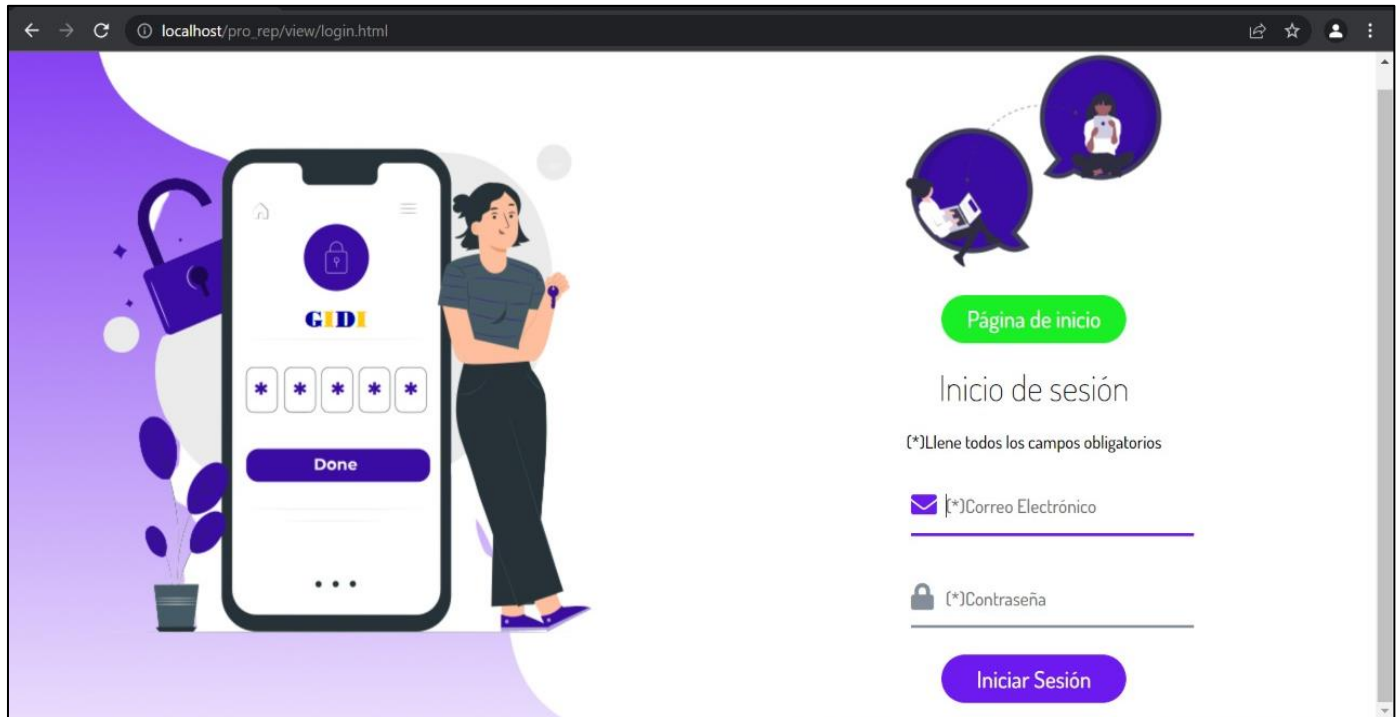 localhost/pro_rep/view/login.html
GIDI
* * * * *
Done
Página de inicio
Inicio de sesión
(*)Llene todos los campos obligatorios
(*)Correo Electrónico
(*)Contraseña
Iniciar Sesión